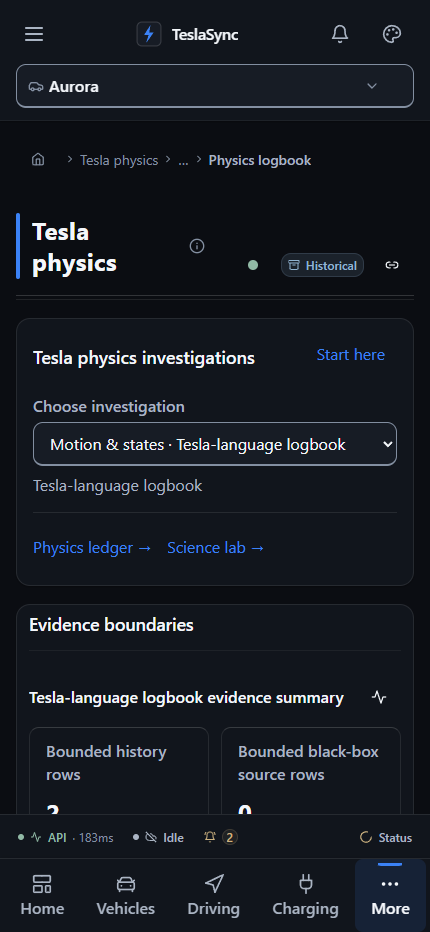 TeslaSync
Aurora
Tesla physics
...
Physics logbook
Tesla
physics
Historical
Tesla physics investigations
Start here
Choose investigation
Motion & states · Tesla-language logbook
Tesla-language logbook
Physics ledger →
Science lab →
Evidence boundaries
Tesla-language logbook evidence summary
Bounded history
rows
2
Bounded black-box
source rows
0
API · 183ms
Idle
2
Status
Home
Vehicles
Driving
Charging
More